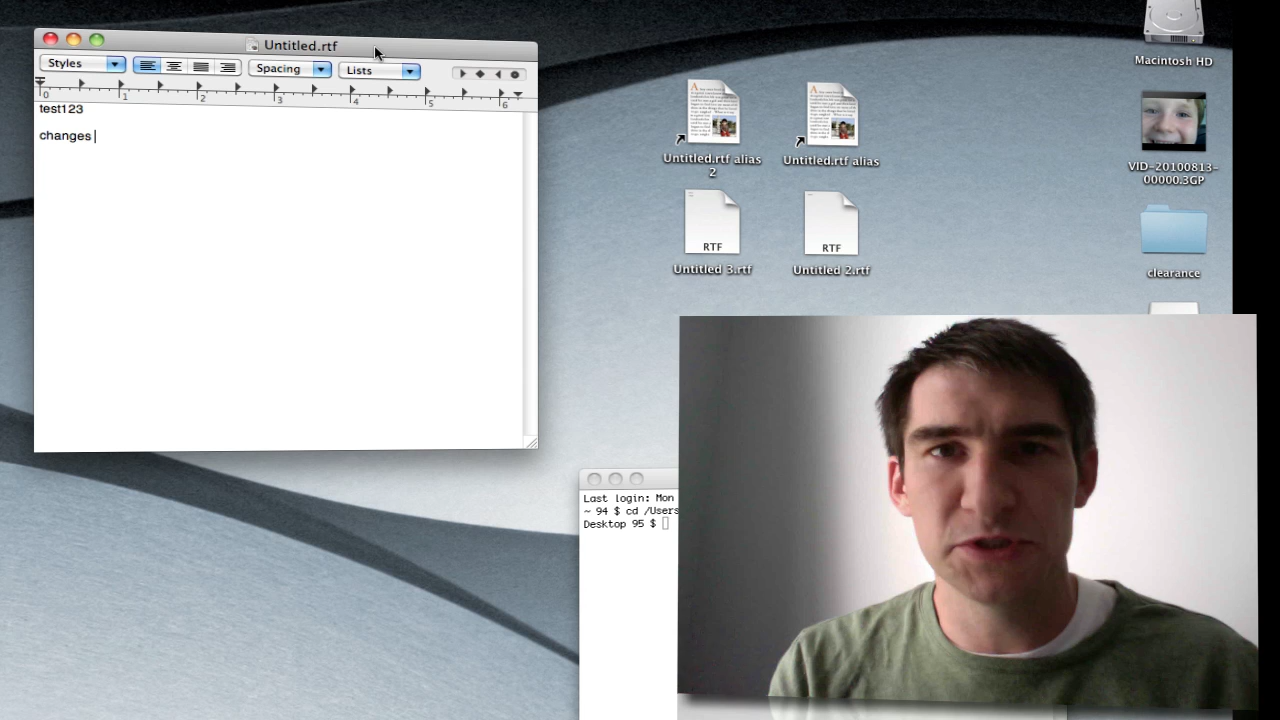 Untitled.rtf
Styles
Spacing
Lists
0 1 2 3 4 5 6
test123
changes
Macintosh HD
Untitled.rtf alias
2
Untitled.rtf alias
VID-20100813-
00000.3GP
RTF
Untitled 3.rtf
RTF
Untitled 2.rtf
clearance
Last login: Mon
~ 94 $ cd /Users
Desktop 95 $